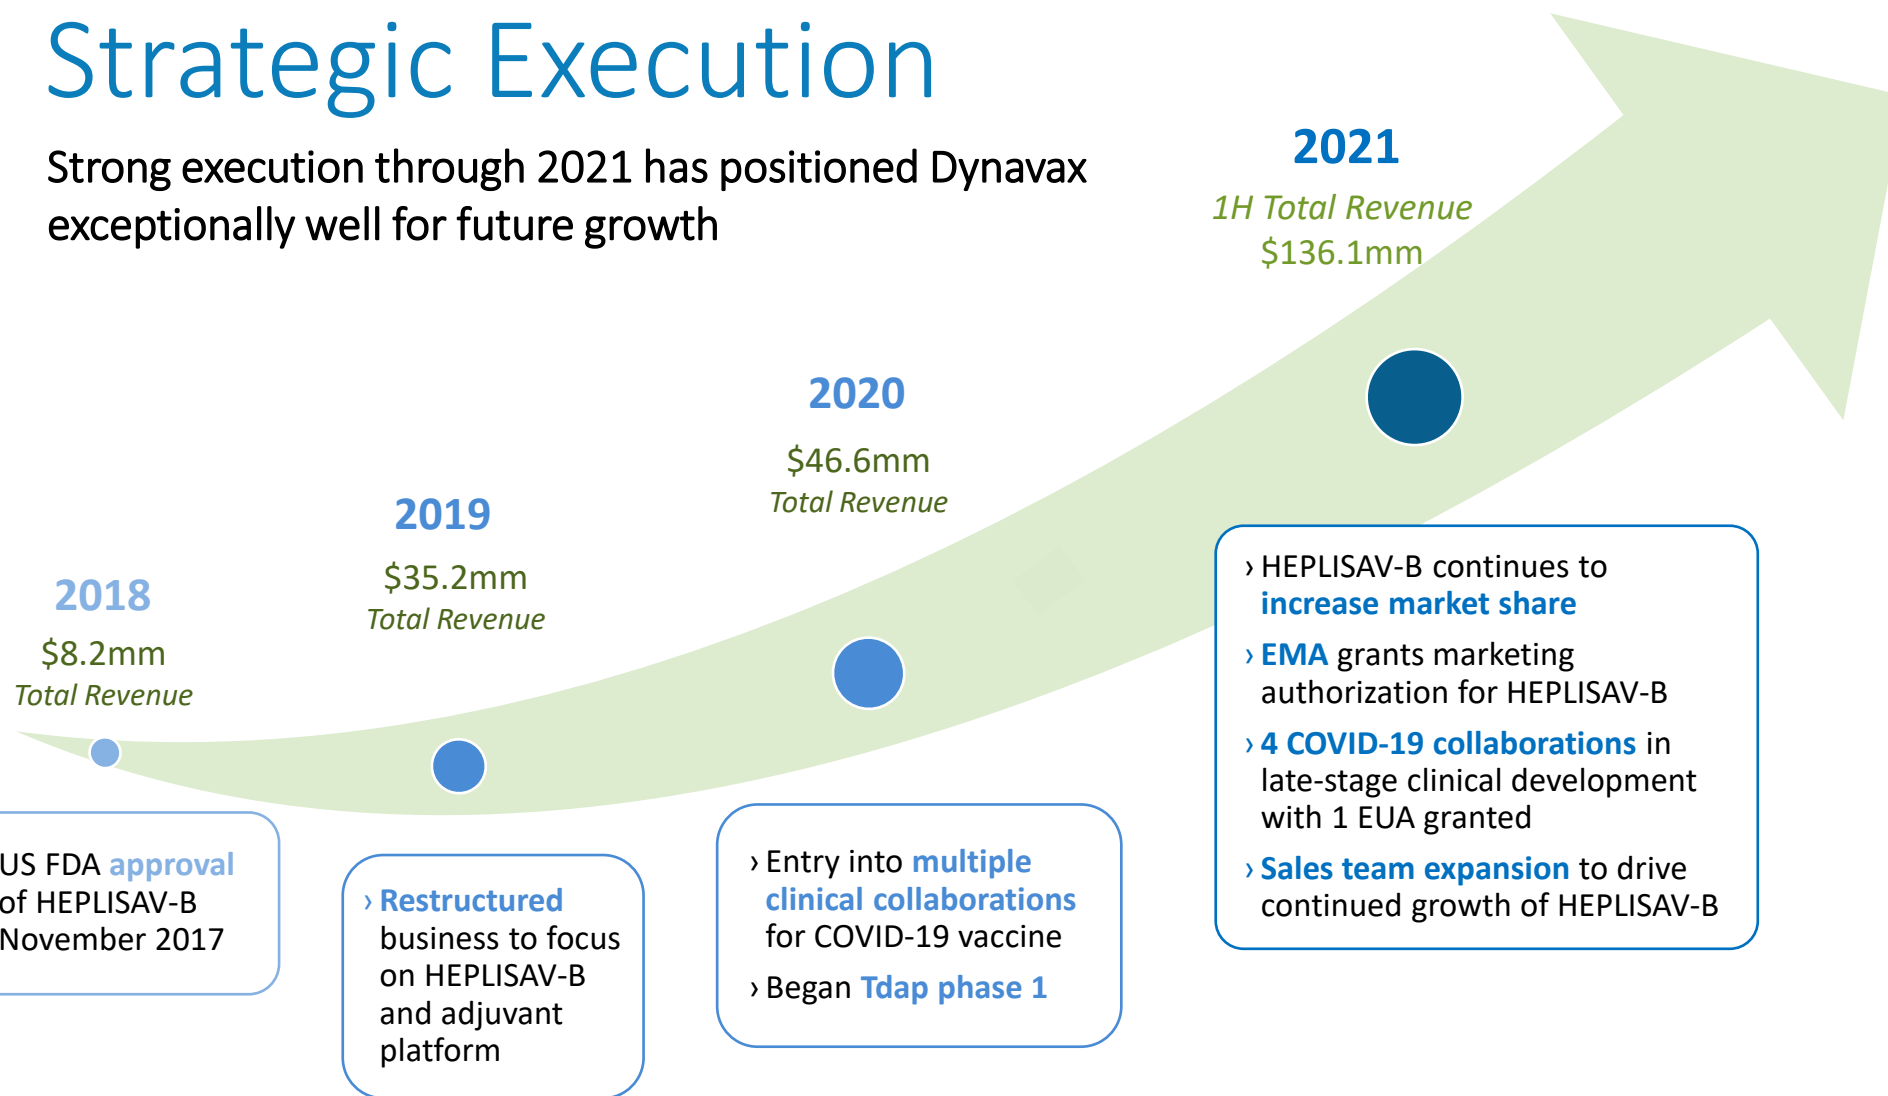 Strategic Execution
Strong execution through 2021 has positioned Dynavax
exceptionally well for future growth
2018
$8.2mm
Total Revenue
US FDA approval
of HEPLISAV-B
November 2017
2019
$35.2mm
Total Revenue
› Restructured
business to focus
on HEPLISAV-B
and adjuvant
platform
2020
$46.6mm
Total Revenue
› Entry into multiple
clinical collaborations
for COVID-19 vaccine
› Began Tdap phase 1
2021
1H Total Revenue
$136.1mm
› HEPLISAV-B continues to
increase market share
› EMA grants marketing
authorization for HEPLISAV-B
› 4 COVID-19 collaborations in
late-stage clinical development
with 1 EUA granted
› Sales team expansion to drive
continued growth of HEPLISAV-B